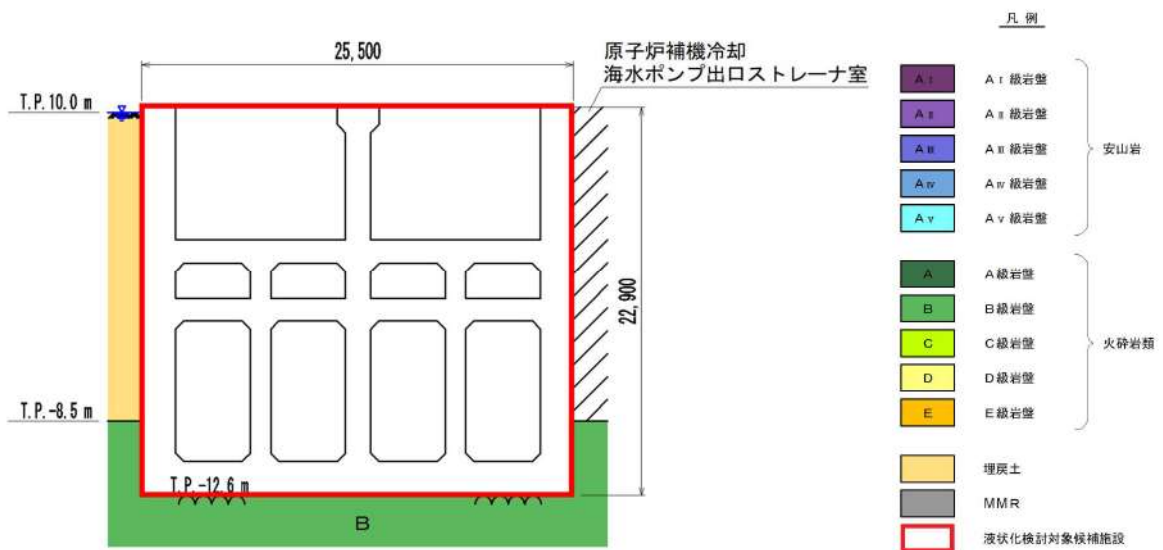 25,500
原子炉補機冷却
海水ポンプ出口ストレーナ室
T.P.10.0 m
22,900
T.P.-8.5 m
T.P.-12.6 m
B
凡 例
AⅠ AⅠ級岩盤
AⅡ AⅡ級岩盤
AⅢ AⅢ級岩盤
AⅣ AⅣ級岩盤
AⅤ AⅤ級岩盤
安山岩
A A級岩盤
B B級岩盤
C C級岩盤
D D級岩盤
E E級岩盤
火砕岩類
埋戻土
MMR
液状化検討対象候補施設